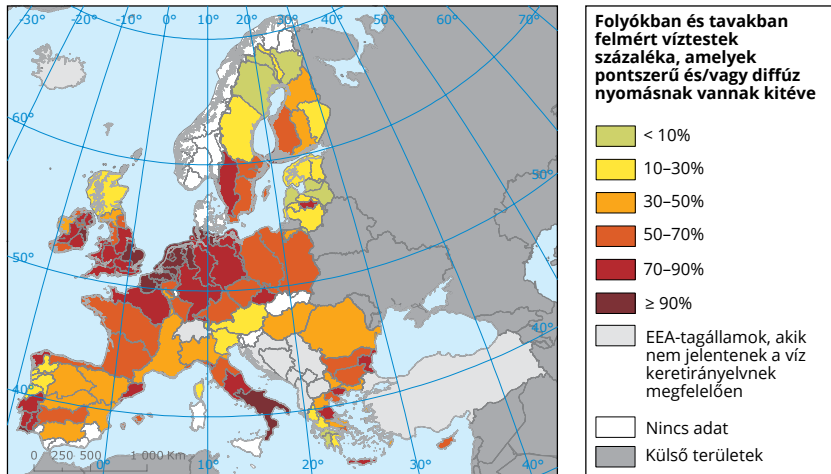 -30°
-20°
-10°
0°
10°
20°
30°
40°
50°
60°
70°
60°
50°
50°
40°
40°
0 250 500 1 000 Km
0°
10°
20°
30°
40°
Folyókban és tavakban
felmért víztestek
százaléka, amelyek
pontszerű és/vagy diffúz
nyomásnak vannak kitéve
< 10%
10–30%
30–50%
50–70%
70–90%
≥ 90%
EEA-tagállamok, akik
nem jelentenek a víz
keretirányelvnek
megfelelően
Nincs adat
Külső területek